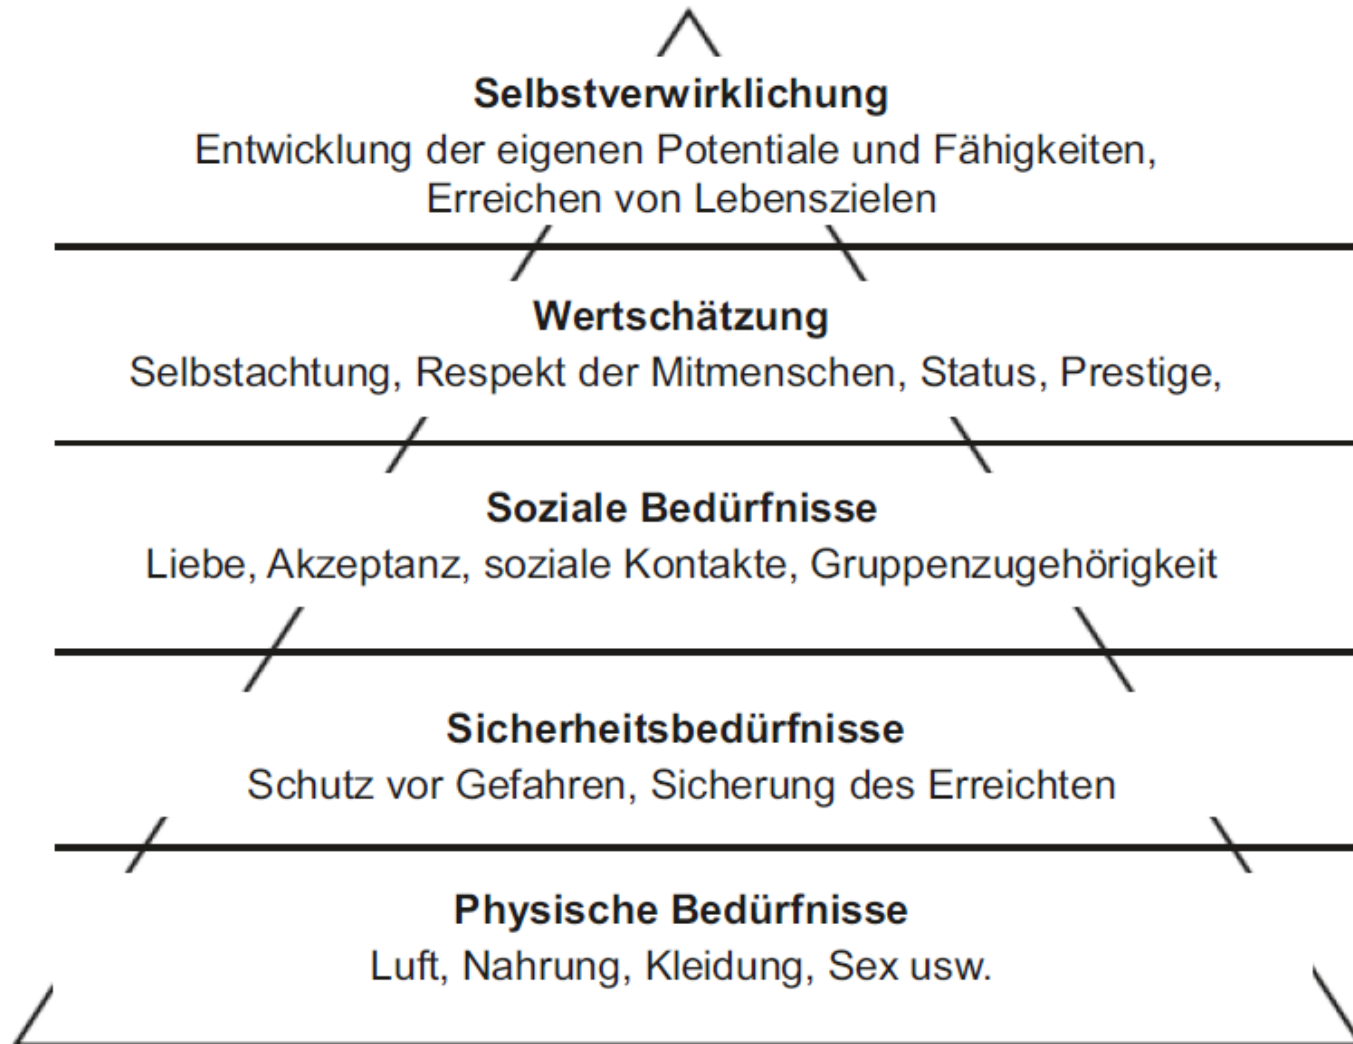 Selbstverwirklichung
Entwicklung der eigenen Potentiale und Fähigkeiten,
Erreichen von Lebenszielen
Wertschätzung
Selbstachtung, Respekt der Mitmenschen, Status, Prestige,
Soziale Bedürfnisse
Liebe, Akzeptanz, soziale Kontakte, Gruppenzugehörigkeit
Sicherheitsbedürfnisse
Schutz vor Gefahren, Sicherung des Erreichten
Physische Bedürfnisse
Luft, Nahrung, Kleidung, Sex usw.